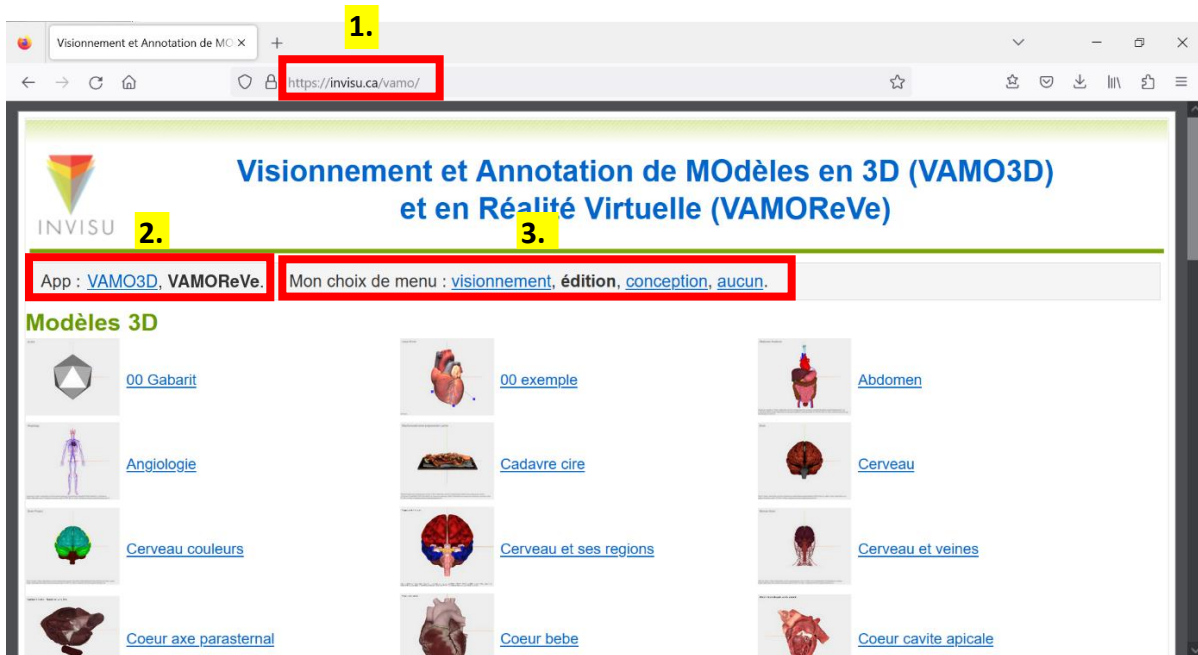 1.
Visionnement et Annotation de MO
https://invisu.ca/vamo/
Visionnement et Annotation de MOdèles en 3D (VAMO3D)
et en Réalité Virtuelle (VAMOReVe)
INVISU
2.
3.
App : VAMO3D, VAMOReVe.
Mon choix de menu : visionnement, édition, conception, aucun.
Modèles 3D
00 Gabarit
00 exemple
Abdomen
Angiologie
Cadavre cire
Cerveau
Cerveau couleurs
Cerveau et ses regions
Cerveau et veines
Coeur axe parasternal
Coeur bebe
Coeur cavite apicale